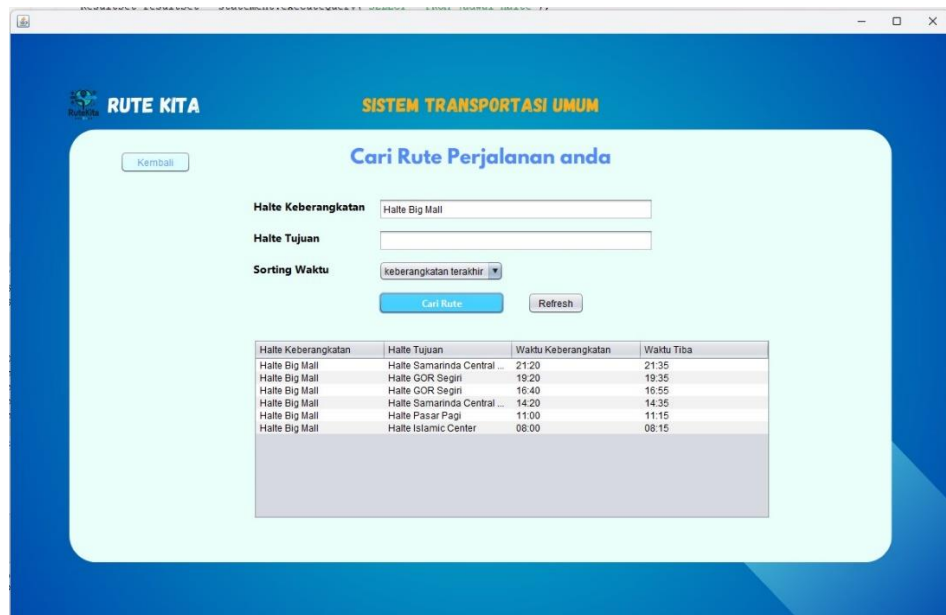 RUTE KITA
SISTEM TRANSPORTASI UMUM
RuteKita
Kembali
Cari Rute Perjalanan anda
Halte Keberangkatan Halte Big Mall
Halte Tujuan
Sorting Waktu keberangkatan terakhir
Cari Rute Refresh
Halte Keberangkatan Halte Tujuan Waktu Keberangkatan Waktu Tiba
Halte Big Mall Halte Samarinda Central ... 21:20 21:35
Halte Big Mall Halte GOR Segiri 19:20 19:35
Halte Big Mall Halte GOR Segiri 16:40 16:55
Halte Big Mall Halte Samarinda Central ... 14:20 14:35
Halte Big Mall Halte Pasar Pagi 11:00 11:15
Halte Big Mall Halte Islamic Center 08:00 08:15